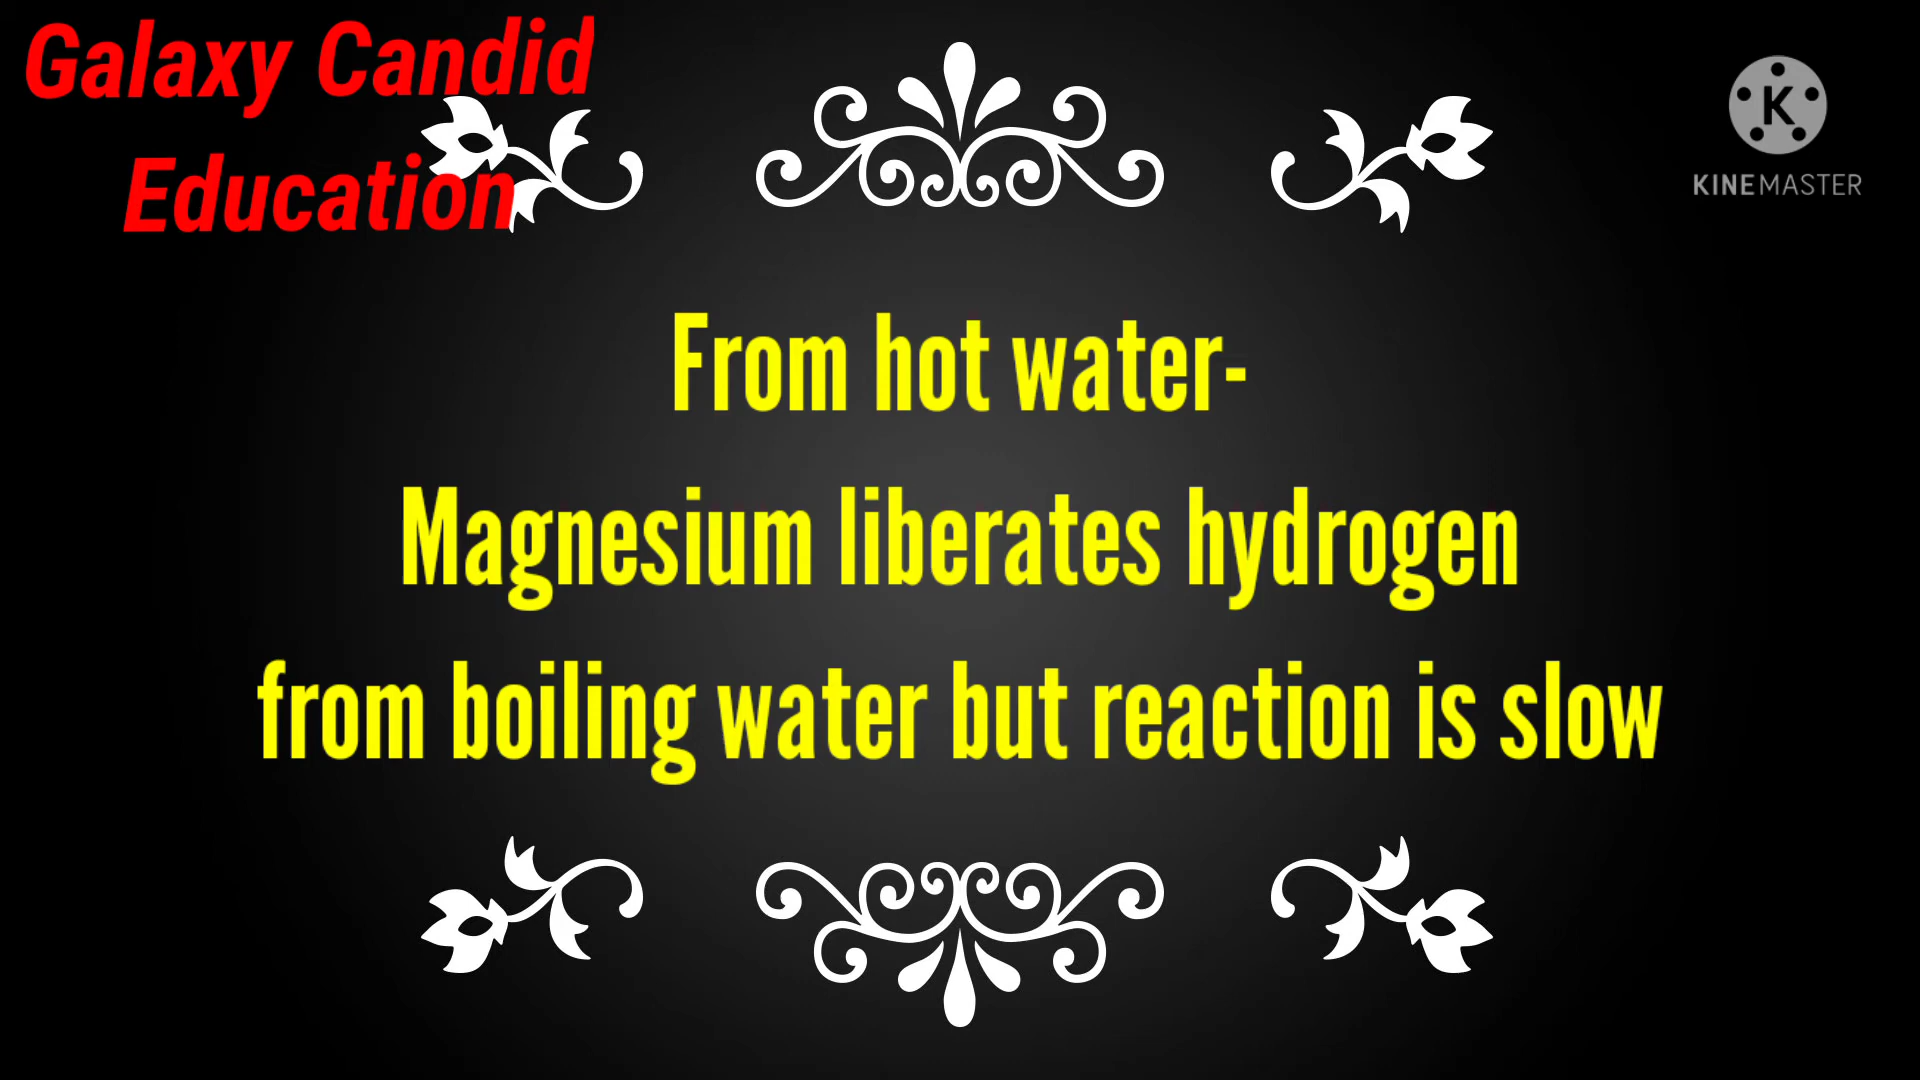 Galaxy Candid
Education
K
KINEMASTER
From hot water-
Magnesium liberates hydrogen
from boiling water but reaction is slow